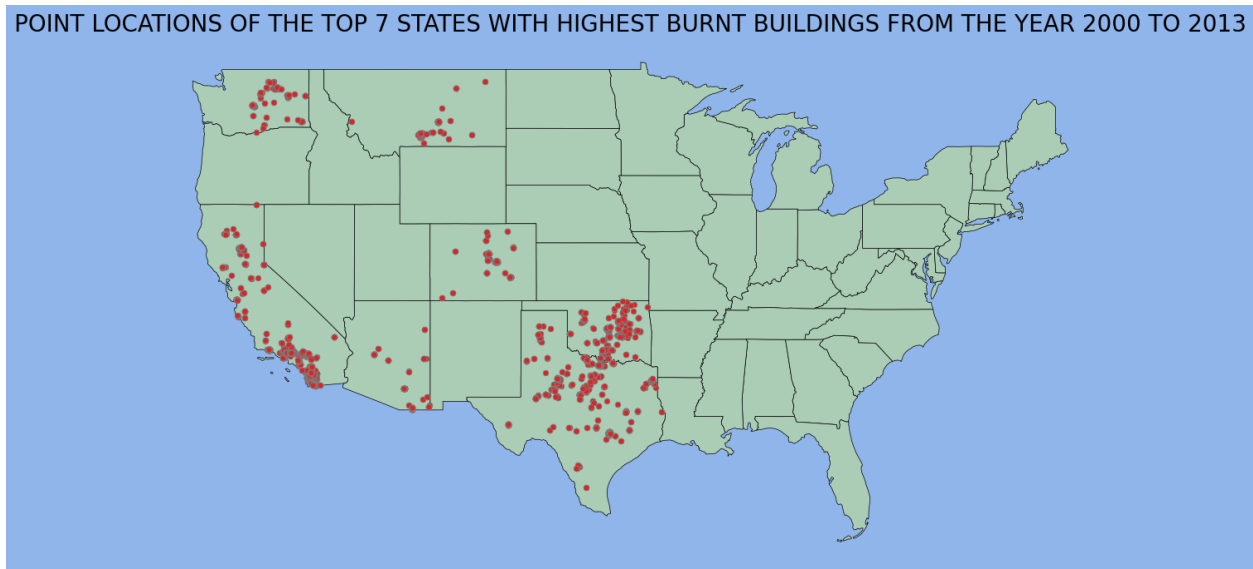 POINT LOCATIONS OF THE TOP 7 STATES WITH HIGHEST BURNT BUILDINGS FROM THE YEAR 2000 TO 2013